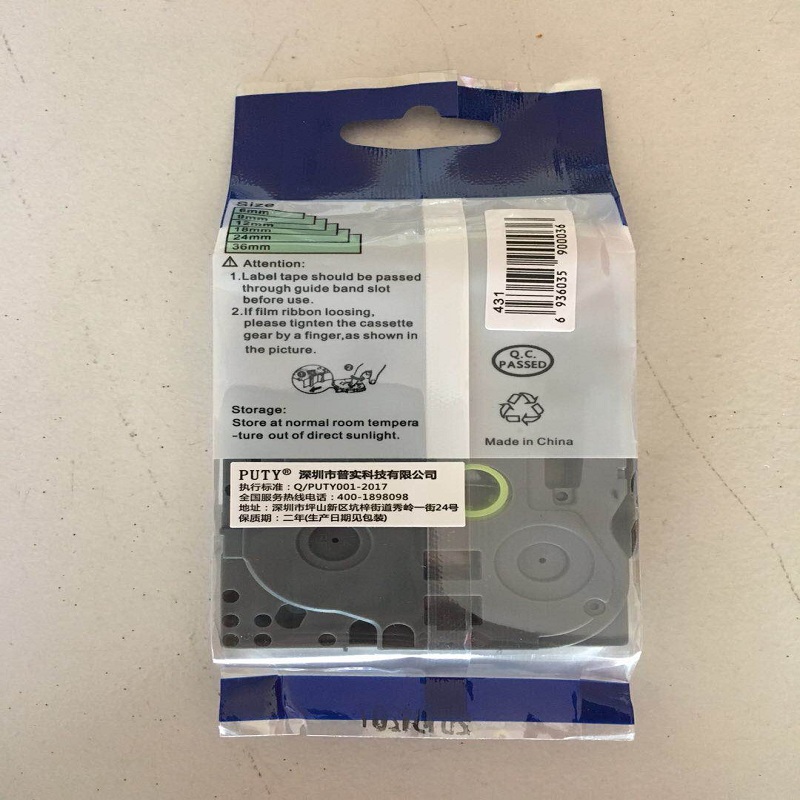 Size
6mm
9mm
12mm
18mm
24mm
36mm
Attention:
1.Label tape should be passed
through guide band slot
before use.
2.If film ribbon loosing,
please tignten the cassette
gear by a finger,as shown in
the picture.
Storage:
Store at normal room tempera
-ture out of direct sunlight.
431
6 936035 900036
Q.C.
PASSED
Made in China
PUTY® 深圳市普实科技有限公司
执行标准：Q/PUTY001-2017
全国服务热线电话：400-1898098
地址：深圳市坪山新区坑梓街道秀岭一街24号
保质期：二年(生产日期见包装)